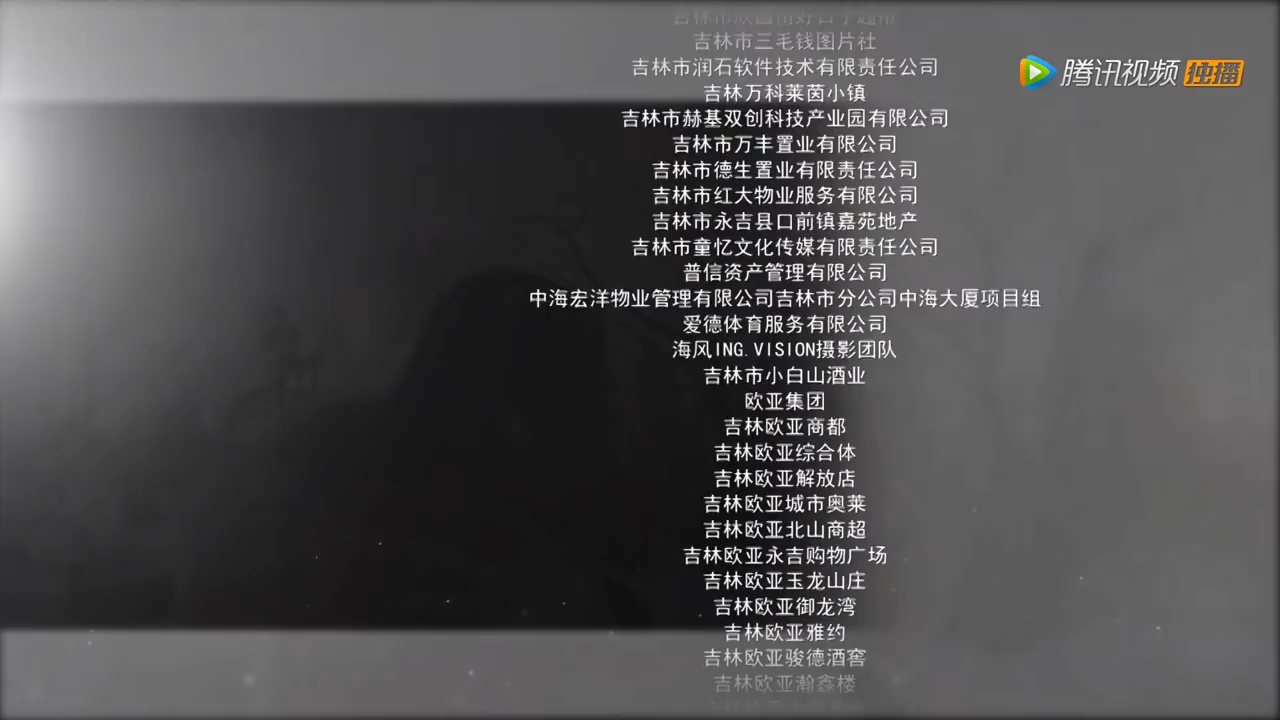 吉林市三毛钱图片社
吉林市润石软件技术有限责任公司
腾讯视频 独播
吉林万科莱茵小镇
吉林市赫基双创科技产业园有限公司
吉林市万丰置业有限公司
吉林市德生置业有限责任公司
吉林市红大物业服务有限公司
吉林市永吉县口前镇嘉苑地产
吉林市童忆文化传媒有限责任公司
普信资产管理有限公司
中海宏洋物业管理有限公司吉林市分公司中海大厦项目组
爱德体育服务有限公司
海风ING.VISION摄影团队
吉林市小白山酒业
欧亚集团
吉林欧亚商都
吉林欧亚综合体
吉林欧亚解放店
吉林欧亚城市奥莱
吉林欧亚北山商超
吉林欧亚永吉购物广场
吉林欧亚玉龙山庄
吉林欧亚御龙湾
吉林欧亚雅约
吉林欧亚骏德酒窖
吉林欧亚瀚鑫楼